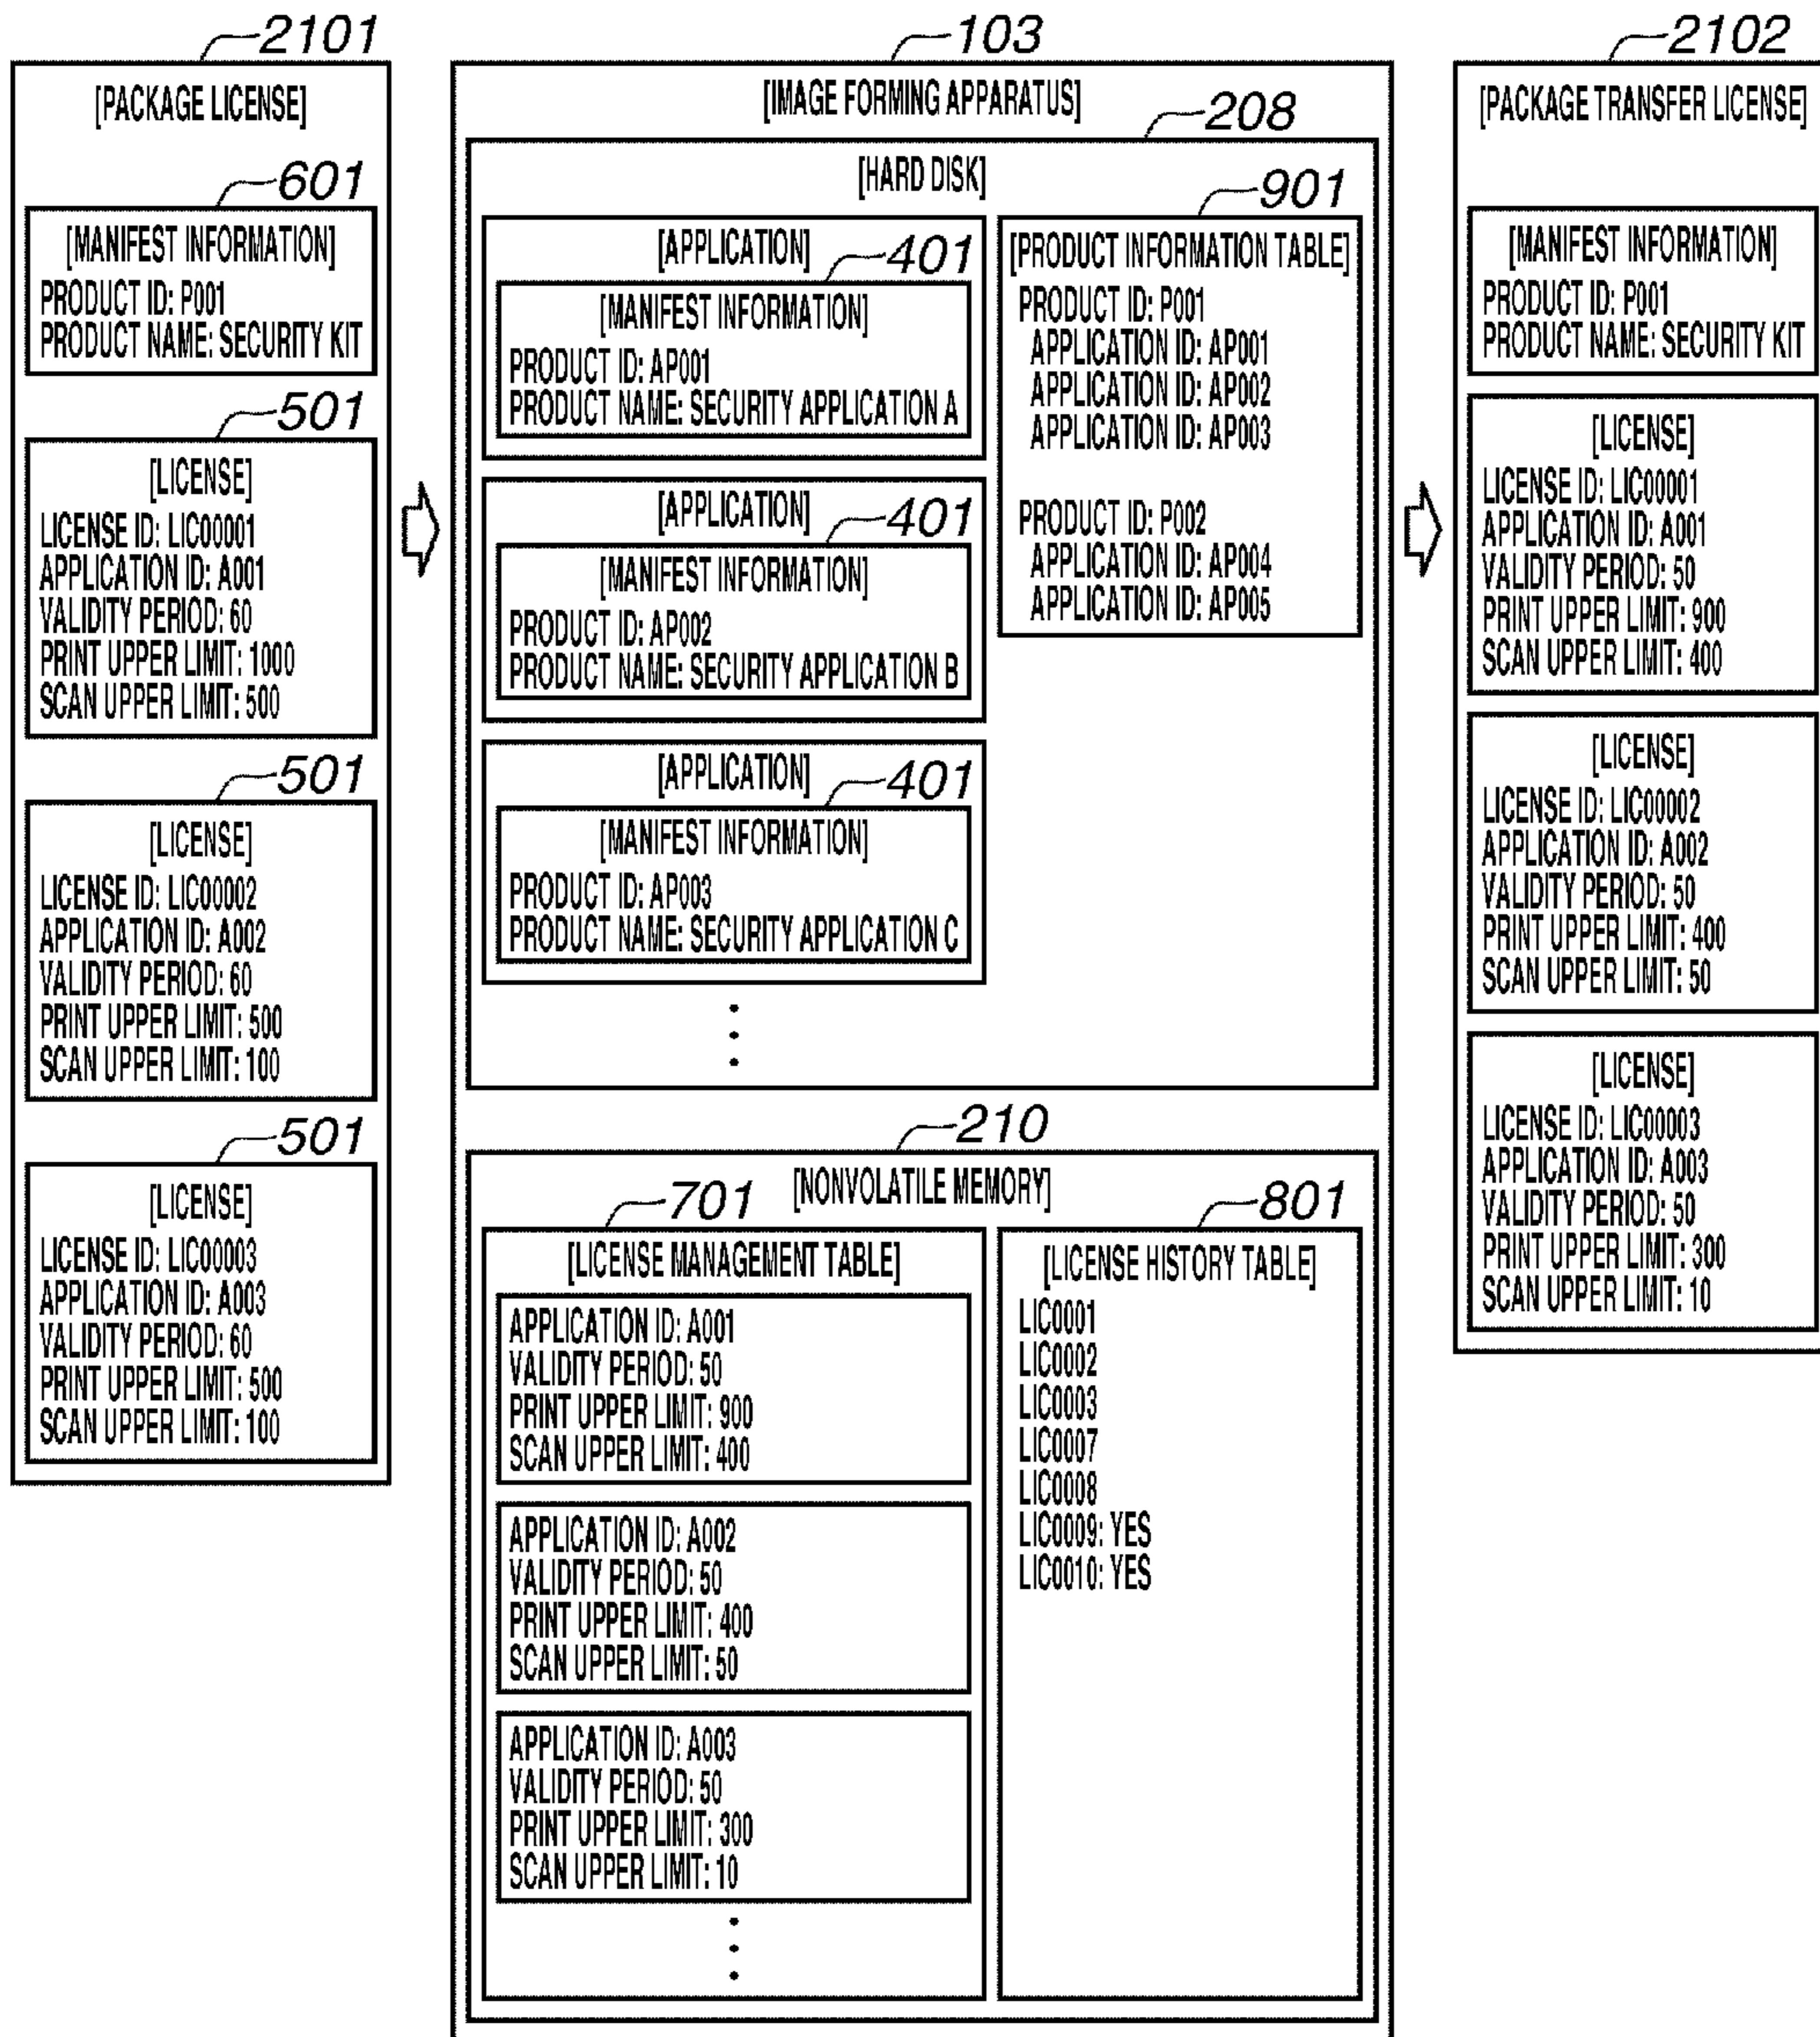 2101
[PACKAGE LICENSE]
601
[MANIFEST INFORMATION]
PRODUCT ID: P001
PRODUCT NAME: SECURITY KIT
501
[LICENSE]
LICENSE ID: LIC00001
APPLICATION ID: A001
VALIDITY PERIOD: 60
PRINT UPPER LIMIT: 1000
SCAN UPPER LIMIT: 500
501
[LICENSE]
LICENSE ID: LIC00002
APPLICATION ID: A002
VALIDITY PERIOD: 60
PRINT UPPER LIMIT: 500
SCAN UPPER LIMIT: 100
501
[LICENSE]
LICENSE ID: LIC00003
APPLICATION ID: A003
VALIDITY PERIOD: 60
PRINT UPPER LIMIT: 500
SCAN UPPER LIMIT: 100
103
[IMAGE FORMING APPARATUS]
208
[HARD DISK]
[APPLICATION]
401
[MANIFEST INFORMATION]
PRODUCT ID: AP001
PRODUCT NAME: SECURITY APPLICATION A
[APPLICATION]
401
[MANIFEST INFORMATION]
PRODUCT ID: AP002
PRODUCT NAME: SECURITY APPLICATION B
[APPLICATION]
401
[MANIFEST INFORMATION]
PRODUCT ID: AP003
PRODUCT NAME: SECURITY APPLICATION C
901
[PRODUCT INFORMATION TABLE]
PRODUCT ID: P001
APPLICATION ID: AP001
APPLICATION ID: AP002
APPLICATION ID: AP003
PRODUCT ID: P002
APPLICATION ID: AP004
APPLICATION ID: AP005
210
[NONVOLATILE MEMORY]
701
[LICENSE MANAGEMENT TABLE]
APPLICATION ID: A001
VALIDITY PERIOD: 50
PRINT UPPER LIMIT: 900
SCAN UPPER LIMIT: 400
APPLICATION ID: A002
VALIDITY PERIOD: 50
PRINT UPPER LIMIT: 400
SCAN UPPER LIMIT: 50
APPLICATION ID: A003
VALIDITY PERIOD: 50
PRINT UPPER LIMIT: 300
SCAN UPPER LIMIT: 10
801
[LICENSE HISTORY TABLE]
LIC0001
LIC0002
LIC0003
LIC0007
LIC0008
LIC0009: YES
LIC0010: YES
2102
[PACKAGE TRANSFER LICENSE]
[MANIFEST INFORMATION]
PRODUCT ID: P001
PRODUCT NAME: SECURITY KIT
[LICENSE]
LICENSE ID: LIC00001
APPLICATION ID: A001
VALIDITY PERIOD: 50
PRINT UPPER LIMIT: 900
SCAN UPPER LIMIT: 400
[LICENSE]
LICENSE ID: LIC00002
APPLICATION ID: A002
VALIDITY PERIOD: 50
PRINT UPPER LIMIT: 400
SCAN UPPER LIMIT: 50
[LICENSE]
LICENSE ID: LIC00003
APPLICATION ID: A003
VALIDITY PERIOD: 50
PRINT UPPER LIMIT: 300
SCAN UPPER LIMIT: 10